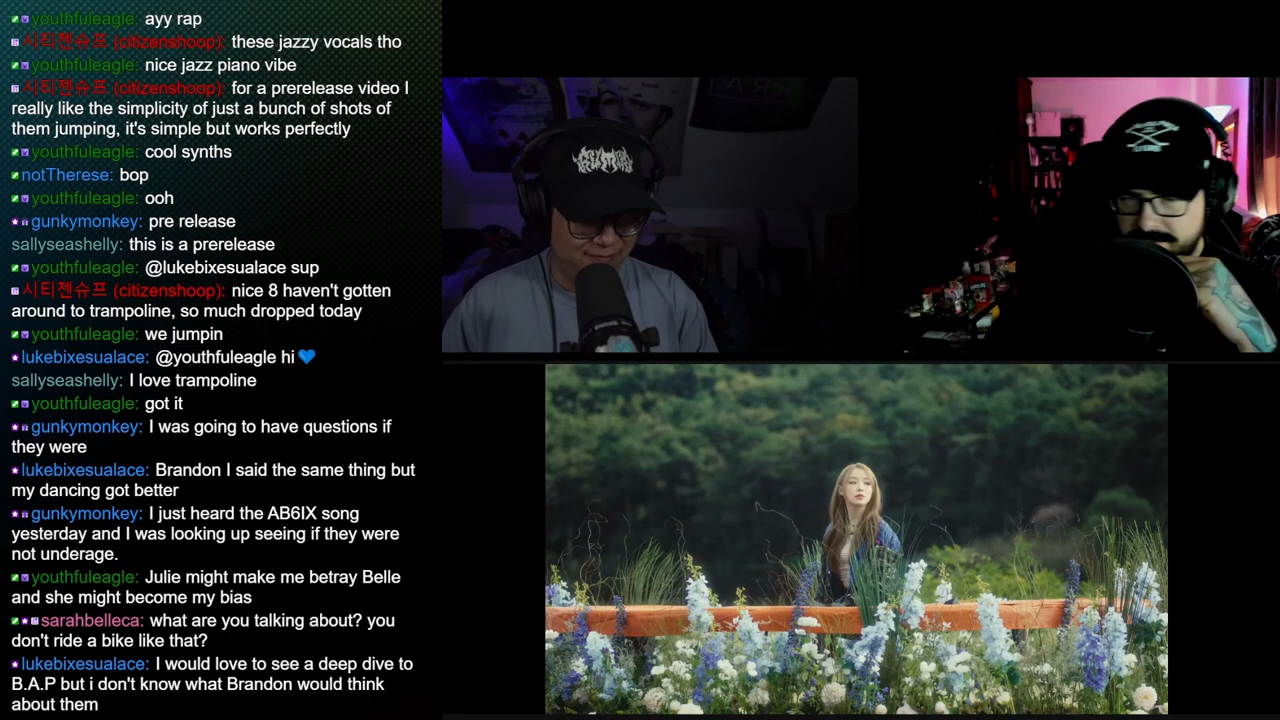 youthfuleagle: ayy rap
시티젠슈프 (citizenshoop): these jazzy vocals tho
youthfuleagle: nice jazz piano vibe
시티젠슈프 (citizenshoop): for a prerelease video I
really like the simplicity of just a bunch of shots of
them jumping, it's simple but works perfectly
youthfuleagle: cool synths
notTherese: bop
youthfuleagle: ooh
gunkymonkey: pre release
sallyseashelly: this is a prerelease
youthfuleagle: @lukebixesualace sup
시티젠슈프 (citizenshoop): nice 8 haven't gotten
around to trampoline, so much dropped today
youthfuleagle: we jumpin
lukebixesualace: @youthfuleagle hi💙
sallyseashelly: I love trampoline
youthfuleagle: got it
gunkymonkey: I was going to have questions if
they were
lukebixesualace: Brandon I said the same thing but
my dancing got better
gunkymonkey: I just heard the AB6IX song
yesterday and I was looking up seeing if they were
not underage.
youthfuleagle: Julie might make me betray Belle
and she might become my bias
sarahbelleca: what are you talking about? you
don't ride a bike like that?
lukebixesualace: I would love to see a deep dive to
B.A.P but i don't know what Brandon would think
about them